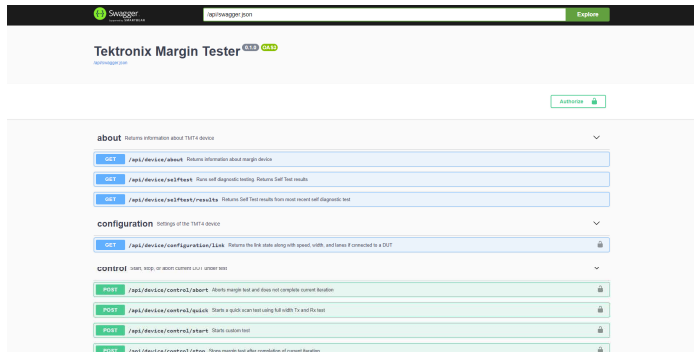 Swagger
Supported by SMARTBEAR
/api/swagger.json
Explore
Tektronix Margin Tester 0.1.0 OAS3
/api/swagger.json
Authorize
about Returns information about TMT4 device
GET /api/device/about Returns information about margin device
GET /api/device/selftest Runs self diagnostic testing. Returns Self Test results
GET /api/device/selftest/results Returns Self Test results from most recent self diagnostic test
configuration Settings of the TMT4 device
GET /api/device/configuration/link Returns the link state along with speed, width, and lanes if connected to a DUT
control Start, stop, or abort current DUT under test
POST /api/device/control/abort Aborts margin test and does not complete current iteration
POST /api/device/control/quick Starts a quick scan test using full width Tx and Rx test
POST /api/device/control/start Starts custom test
POST /api/device/control/stop Stops margin test after completion of current iteration